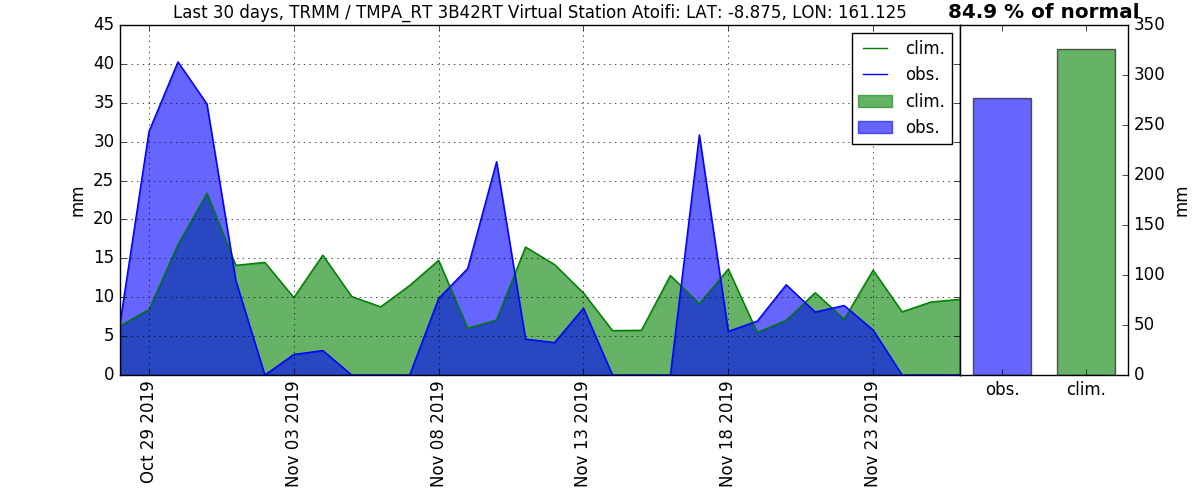 Last 30 days, TRMM / TMPA_RT 3B42RT Virtual Station Atoifi: LAT: -8.875, LON: 161.125
84.9 % of normal
45
40
35
30
25
20
15
10
5
0
mm
clim.
obs.
clim.
obs.
Oct 29 2019
Nov 03 2019
Nov 08 2019
Nov 13 2019
Nov 18 2019
Nov 23 2019
350
300
250
200
150
100
50
0
mm
obs.
clim.